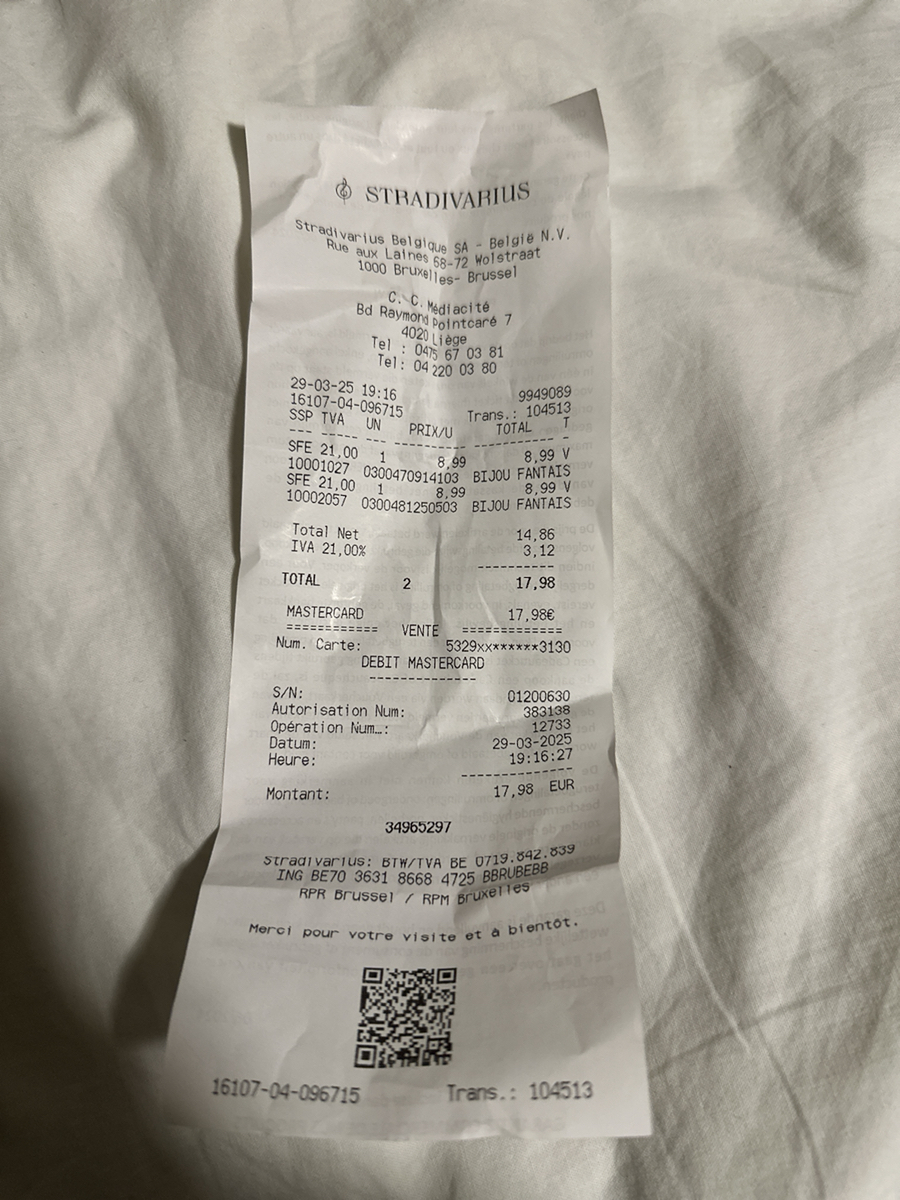 STRADIVARIUS
Stradivarius Belgique SA - België N.V.
Rue aux Laines 68-72 Wolstraat
1000 Bruxelles- Brussel
C. C. Médiacité
Bd Raymond Pointcaré 7
4020 Liège
Tel : 0475 67 03 81
Tel: 04 220 03 80
29-03-25 19:16 9949089
16107-04-096715 Trans.: 104513
SSP TVA UN PRIX/U TOTAL T
--- ----- --- --------- ----------- -
SFE 21,00 1 8,99 8,99 V
10001027 0300470914103 BIJOU FANTAIS
SFE 21,00 1 8,99 8,99 V
10002057 0300481250503 BIJOU FANTAIS
Total Net 14,86
IVA 21,00% 3,12
----------
TOTAL 2 17,98
MASTERCARD 17,98€
============ VENTE =============
Num. Carte: 5329xx******3130
DEBIT MASTERCARD
--------------
S/N: 01200630
Autorisation Num: 383138
Opération Num…: 12733
Datum: 29-03-2025
Heure: 19:16:27
---------------
Montant: 17,98 EUR
34965297
Stradivarius: BTW/TVA BE 0719.842.839
ING BE70 3631 8668 4725 BBRUBEBB
RPR Brussel / RPM Bruxelles
Merci pour votre visite et à bientôt.
16107-04-096715 Trans.: 104513